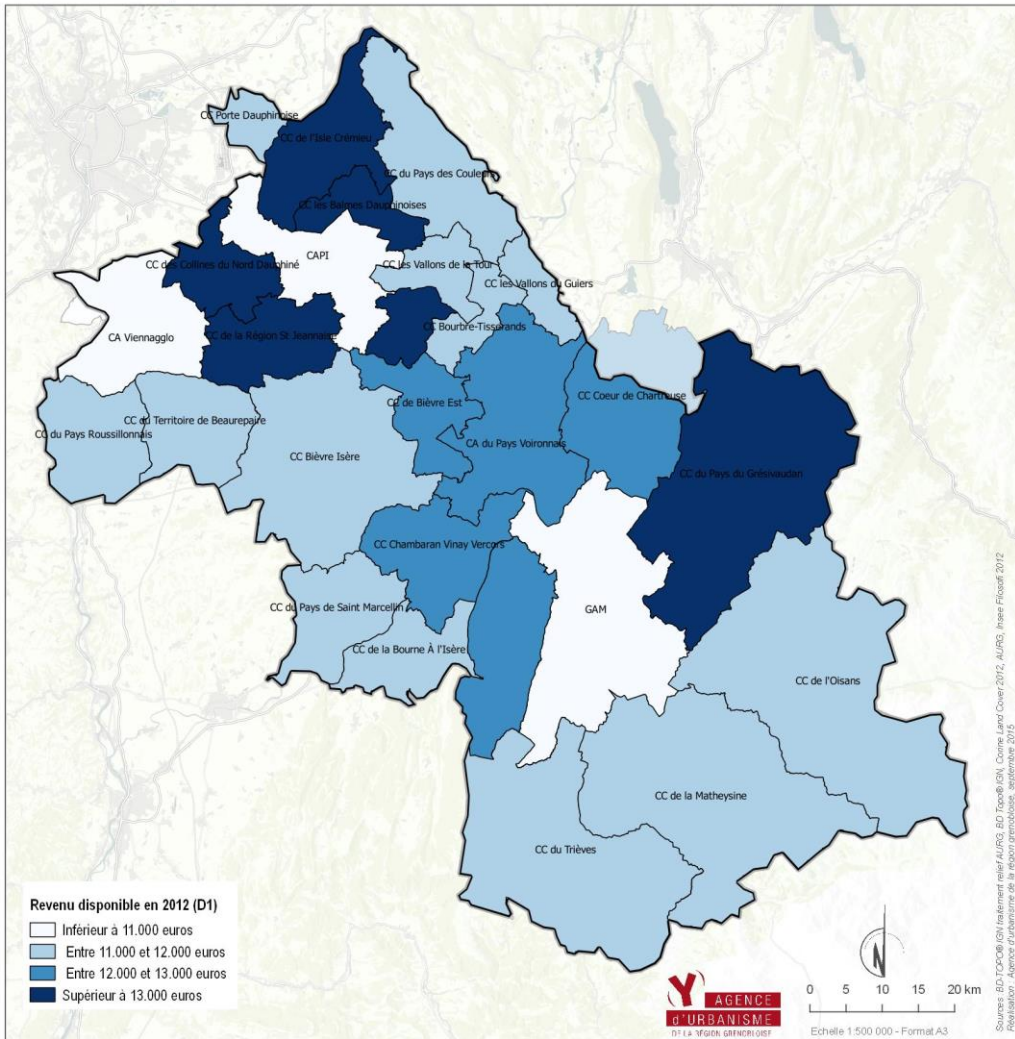 CC Porte Dauphinoise
CC de l'Isle Crémieu
CC du Pays des Couleurs
CC les Balmes Dauphinoises
CAPI
CC des Collines du Nord Dauphiné
CC les Vallons de la Tour
CC les Vallons du Guiers
CA Viennagglo
CC de la Région St Jeannaise
CC Bourbre-Tisserands
CC de Bièvre Est
CC Coeur de Chartreuse
CC du Territoire de Beaurepaire
CC du Pays Roussillonnais
CA du Pays Voironnais
CC Bièvre Isère
CC du Pays du Grésivaudan
CC Chambaran Vinay Vercors
CC du Pays de Saint Marcellin
GAM
CC de la Bourne À l'Isère
CC de l'Oisans
CC de la Matheysine
CC du Trièves
Revenu disponible en 2012 (D1)
Inférieur à 11.000 euros
Entre 11.000 et 12.000 euros
Entre 12.000 et 13.000 euros
Supérieur à 13.000 euros
AGENCE
d'URBANISME
DE LA RÉGION GRENOBLOISE
N
0 5 10 20 km
Echelle 1:500 000 - Format A3
Sources : BD-TOPO®IGN traitement relief AURG, BD Topo®IGN, Corine Land Cover 2012, AURG, Insee Filosofi 2012
Réalisation : Agence d'urbanisme de la région grenobloise, septembre 2015